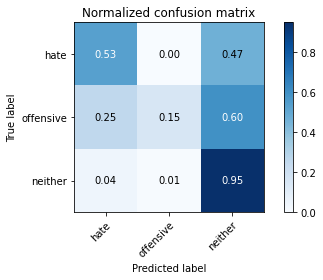 Normalized confusion matrix
True label
hate 0.53 0.00 0.47
offensive 0.25 0.15 0.60
neither 0.04 0.01 0.95
hate offensive neither
Predicted label
0.8
0.6
0.4
0.2
0.0